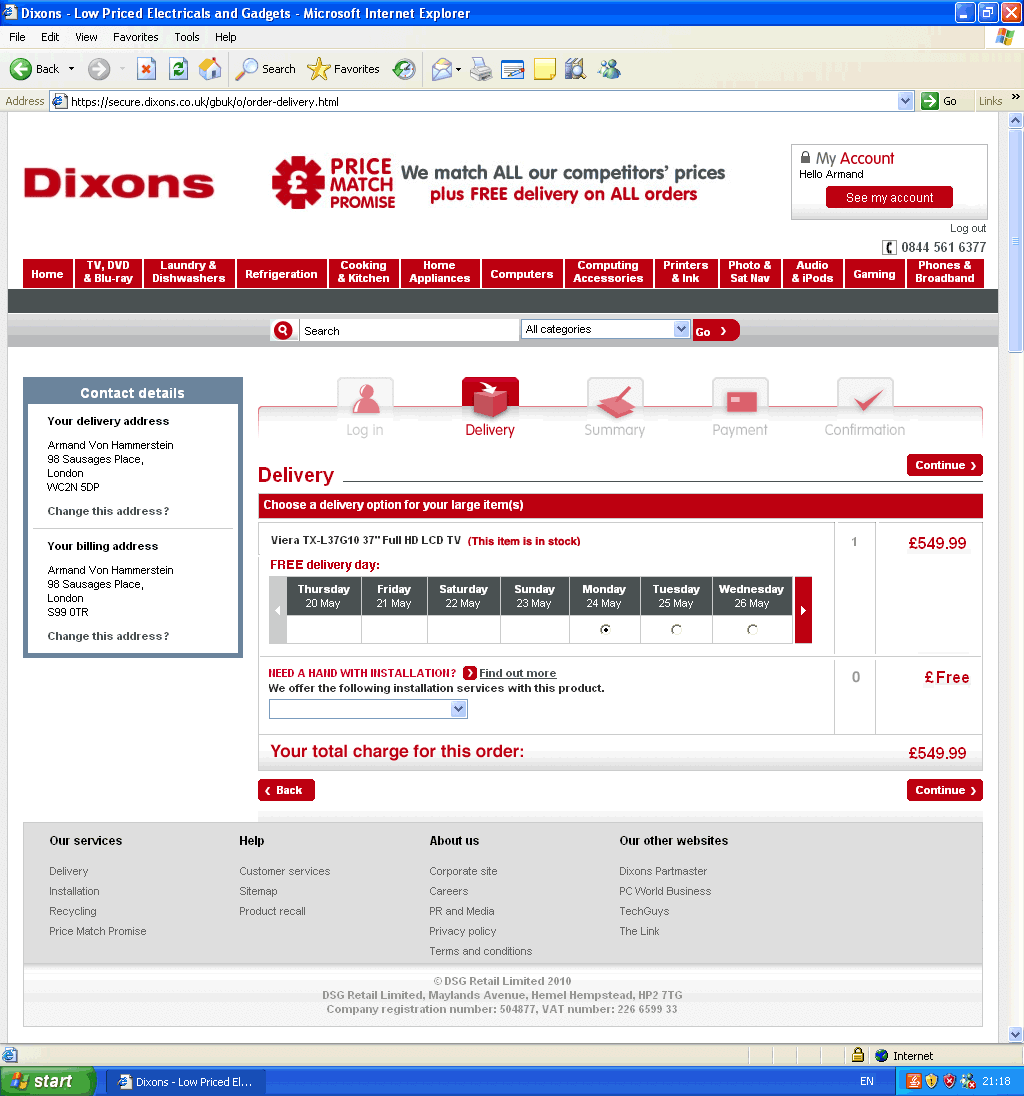 Dixons - Low Priced Electricals and Gadgets - Microsoft Internet Explorer
File Edit View Favorites Tools Help
Back Search Favorites
Address https://secure.dixons.co.uk/gbuk/o/order-delivery.html Go Links »
Dixons
£ PRICE MATCH PROMISE
We match ALL our competitors' prices
plus FREE delivery on ALL orders
My Account
Hello Armand
See my account
Log out
0844 561 6377
Home
TV, DVD & Blu-ray
Laundry & Dishwashers
Refrigeration
Cooking & Kitchen
Home Appliances
Computers
Computing Accessories
Printers & Ink
Photo & Sat Nav
Audio & iPods
Gaming
Phones & Broadband
Search All categories Go
Contact details
Your delivery address
Armand Von Hammerstein
98 Sausages Place,
London
WC2N 5DP
Change this address?
Your billing address
Armand Von Hammerstein
98 Sausages Place,
London
S99 0TR
Change this address?
Log in Delivery Summary Payment Confirmation
Delivery
Continue
Choose a delivery option for your large item(s)
Viera TX-L37G10 37" Full HD LCD TV (This item is in stock) 1 £549.99
FREE delivery day:
Thursday Friday Saturday Sunday Monday Tuesday Wednesday
20 May 21 May 22 May 23 May 24 May 25 May 26 May
NEED A HAND WITH INSTALLATION? Find out more 0 £Free
We offer the following installation services with this product.
Your total charge for this order: £549.99
Back Continue
Our services
Delivery
Installation
Recycling
Price Match Promise
Help
Customer services
Sitemap
Product recall
About us
Corporate site
Careers
PR and Media
Privacy policy
Terms and conditions
Our other websites
Dixons Partmaster
PC World Business
TechGuys
The Link
© DSG Retail Limited 2010
DSG Retail Limited, Maylands Avenue, Hemel Hempstead, HP2 7TG
Company registration number: 504877, VAT number: 226 6599 33
Internet
start Dixons - Low Priced El... EN 21:18